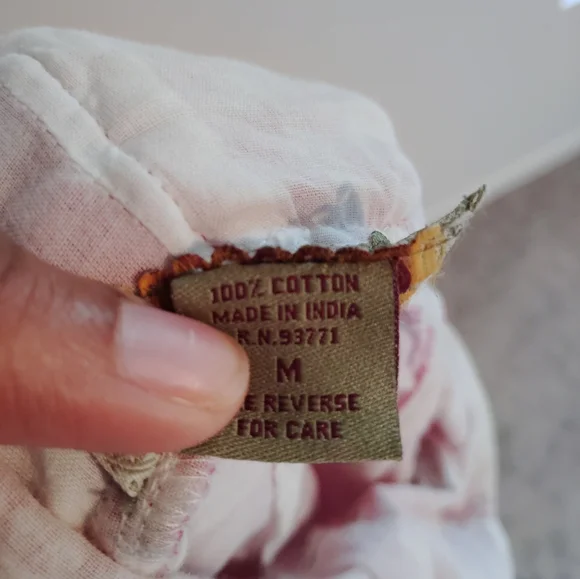 100% COTTON
MADE IN INDIA
R.N.93771
M
E REVERSE
FOR CARE